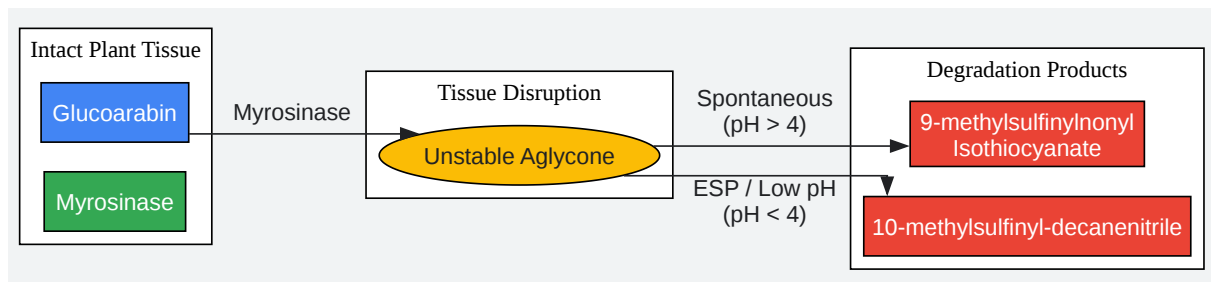 Intact Plant Tissue
Glucoarabin
Myrosinase
Myrosinase
Tissue Disruption
Unstable Aglycone
Spontaneous
(pH > 4)
ESP / Low pH
(pH < 4)
Degradation Products
9-methylsulfinylnonyl
Isothiocyanate
10-methylsulfinyl-decanenitrile